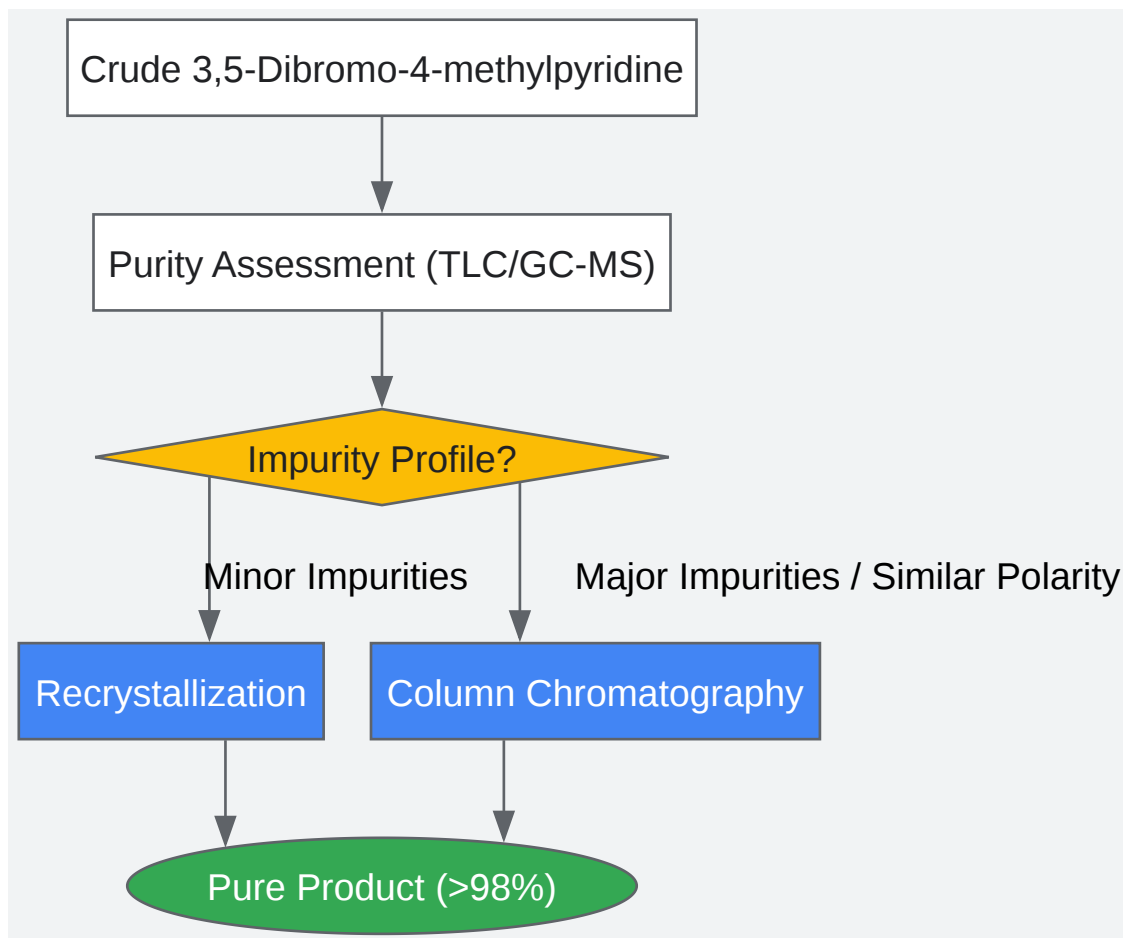 Crude 3,5-Dibromo-4-methylpyridine
Purity Assessment (TLC/GC-MS)
Impurity Profile?
Minor Impurities
Major Impurities / Similar Polarity
Recrystallization
Column Chromatography
Pure Product (>98%)